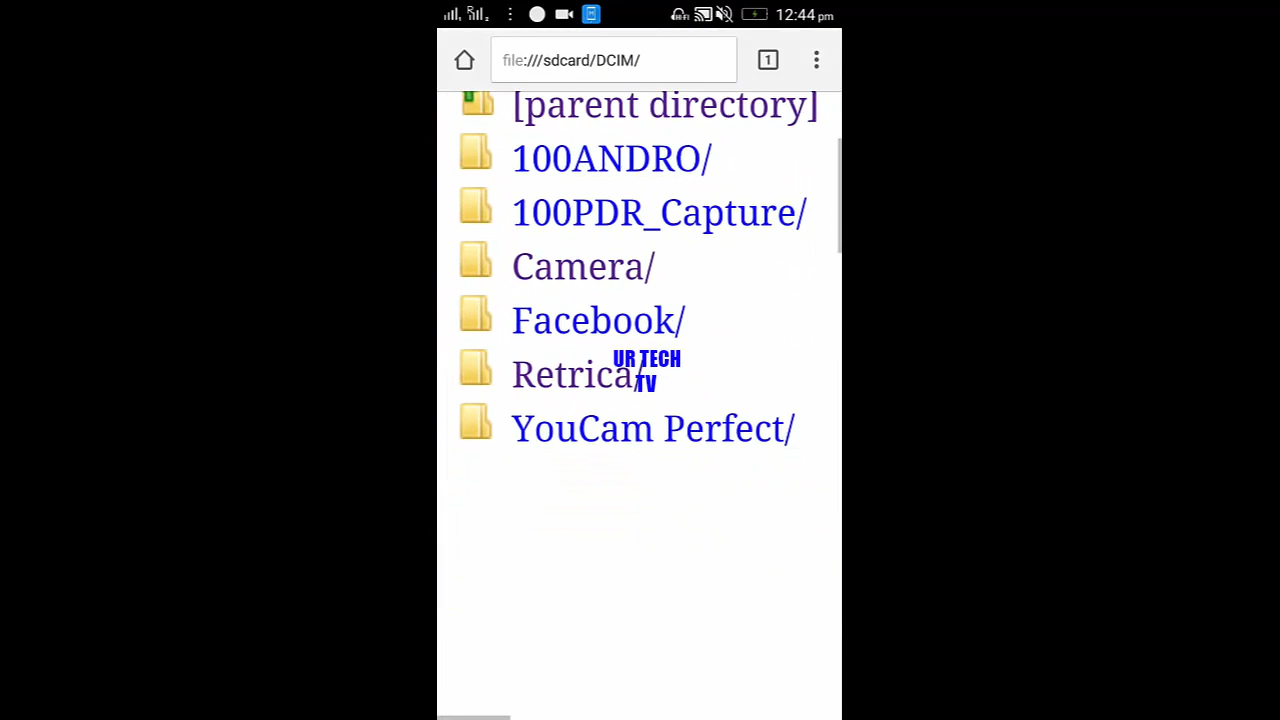 12:44 pm
file:///sdcard/DCIM/
1
[parent directory]
100ANDRO/
100PDR_Capture/
Camera/
Facebook/
Retrica/
UR TECH
TV
YouCam Perfect/